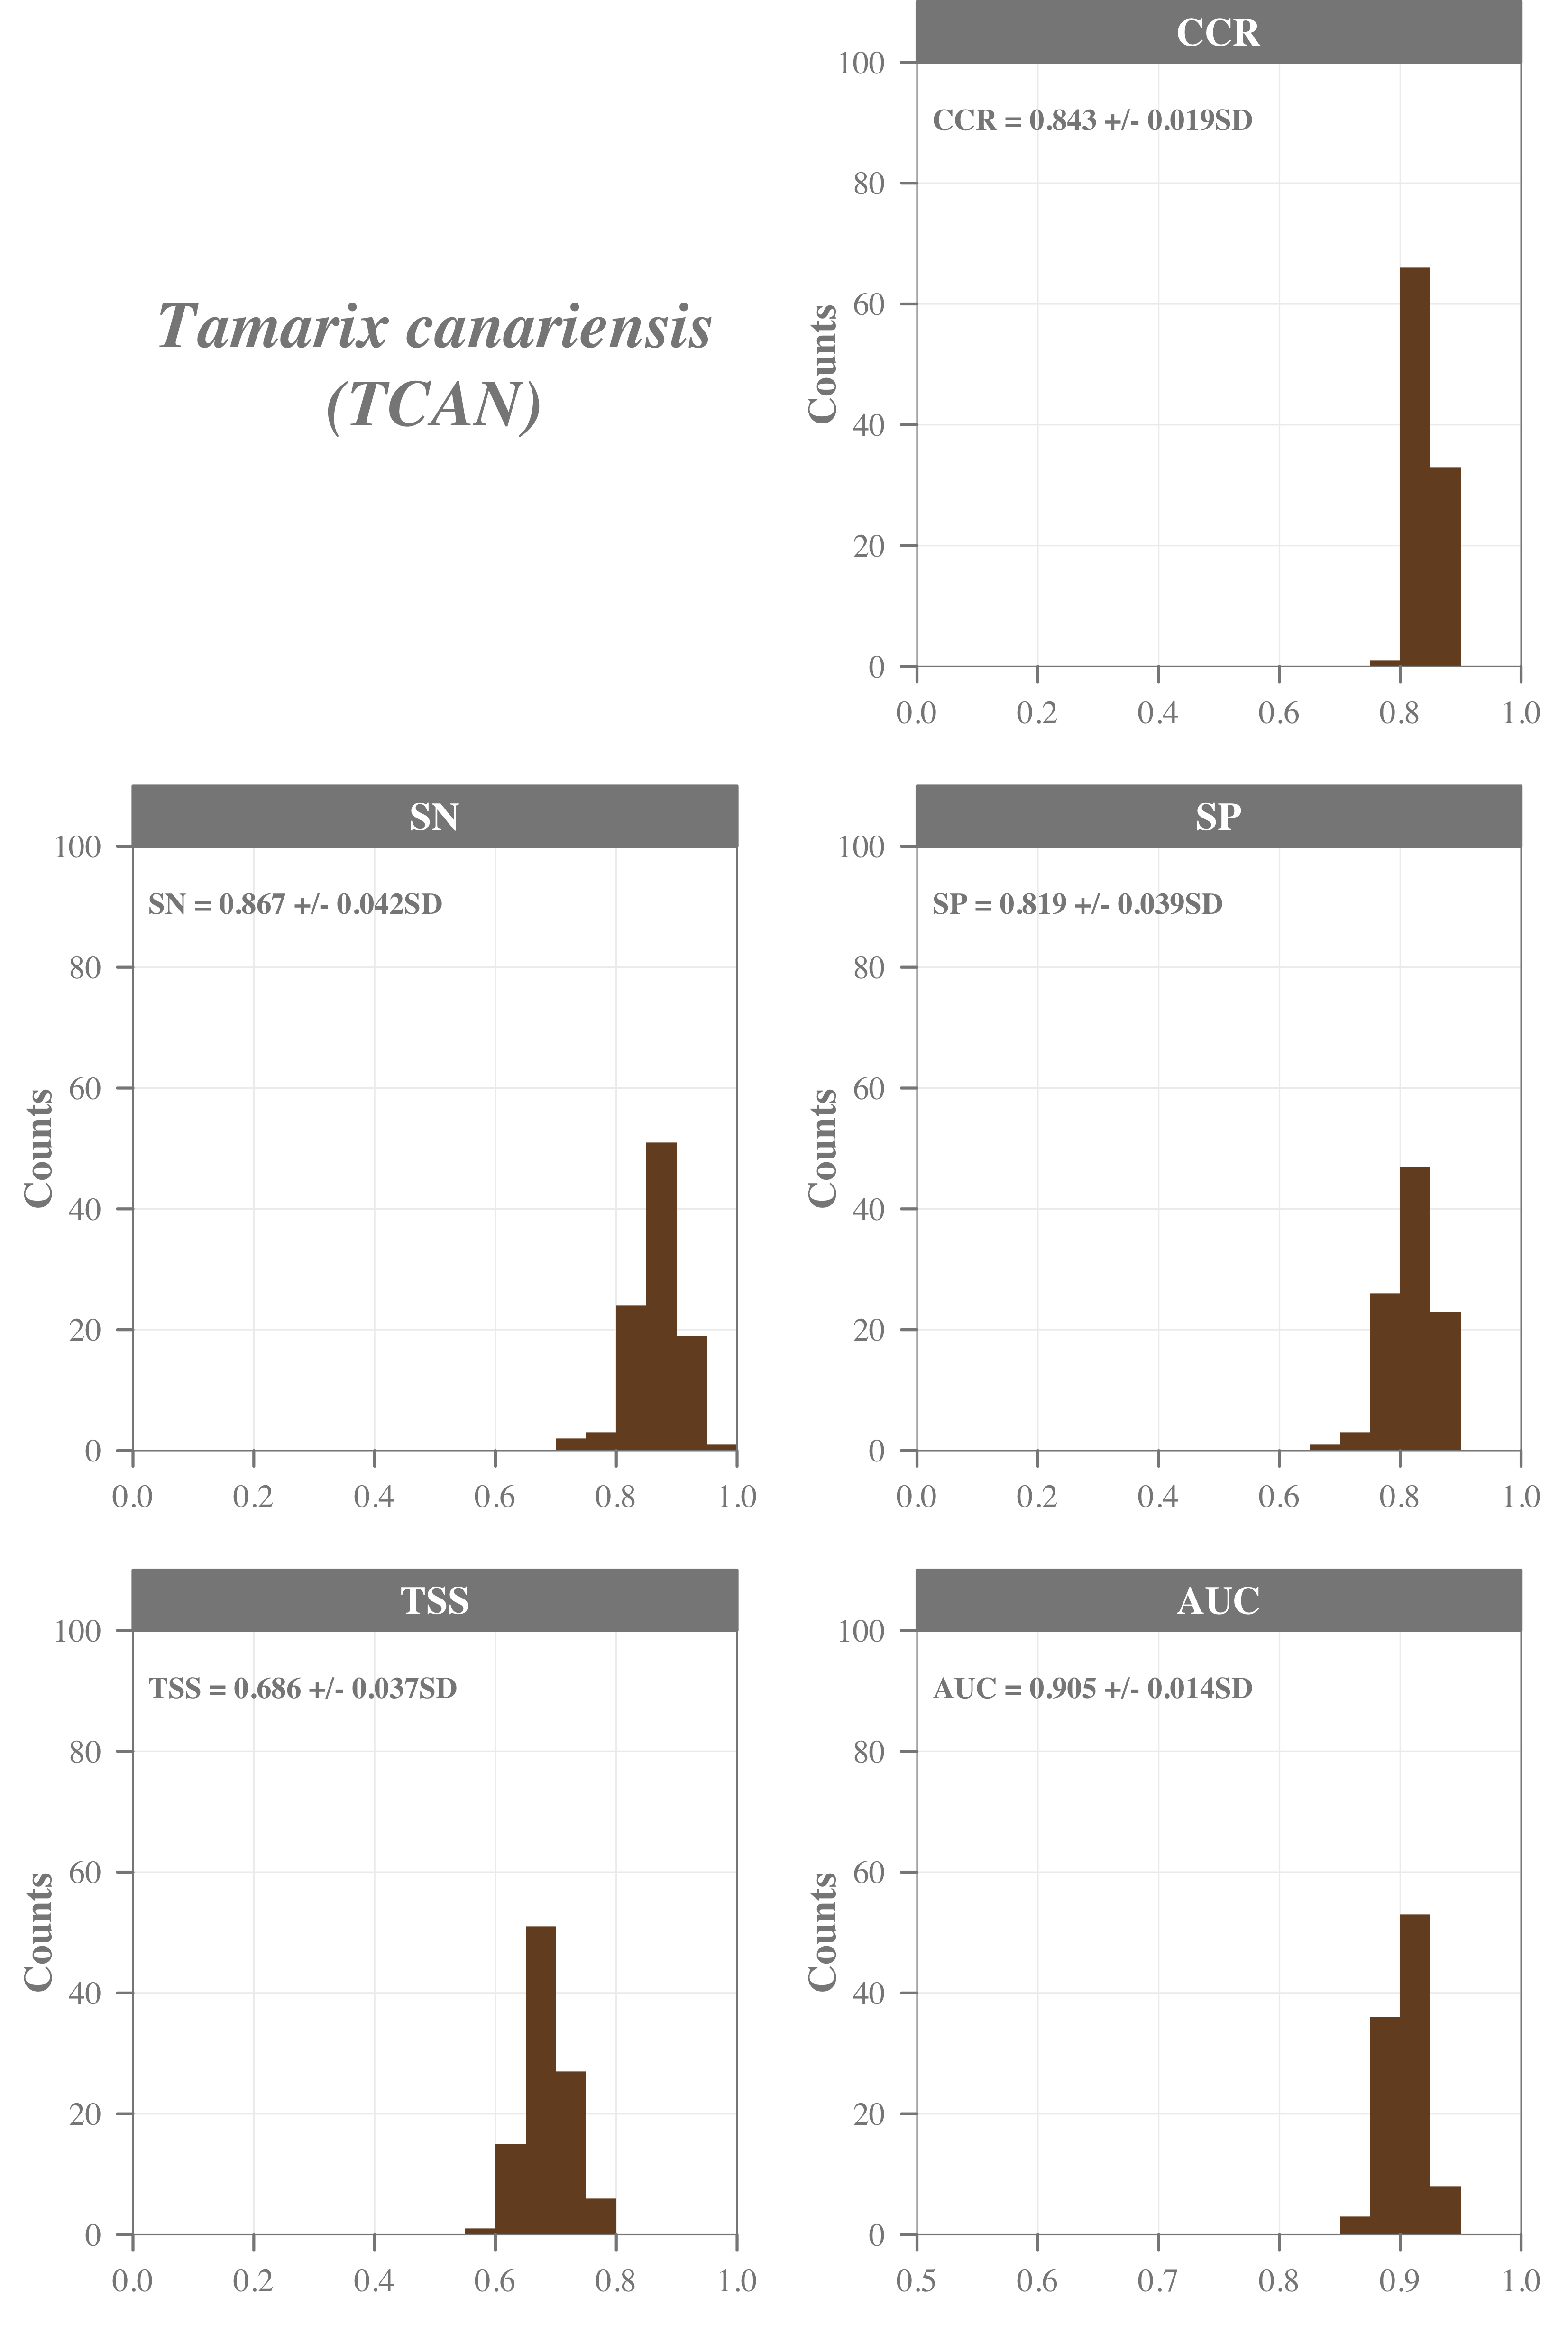 Tamarix canariensis
(TCAN)
CCR
CCR = 0.843 +/- 0.019SD
Counts
100
80
60
40
20
0
0.0 0.2 0.4 0.6 0.8 1.0
SN
SN = 0.867 +/- 0.042SD
Counts
100
80
60
40
20
0
0.0 0.2 0.4 0.6 0.8 1.0
SP
SP = 0.819 +/- 0.039SD
Counts
100
80
60
40
20
0
0.0 0.2 0.4 0.6 0.8 1.0
TSS
TSS = 0.686 +/- 0.037SD
Counts
100
80
60
40
20
0
0.0 0.2 0.4 0.6 0.8 1.0
AUC
AUC = 0.905 +/- 0.014SD
Counts
100
80
60
40
20
0
0.5 0.6 0.7 0.8 0.9 1.0